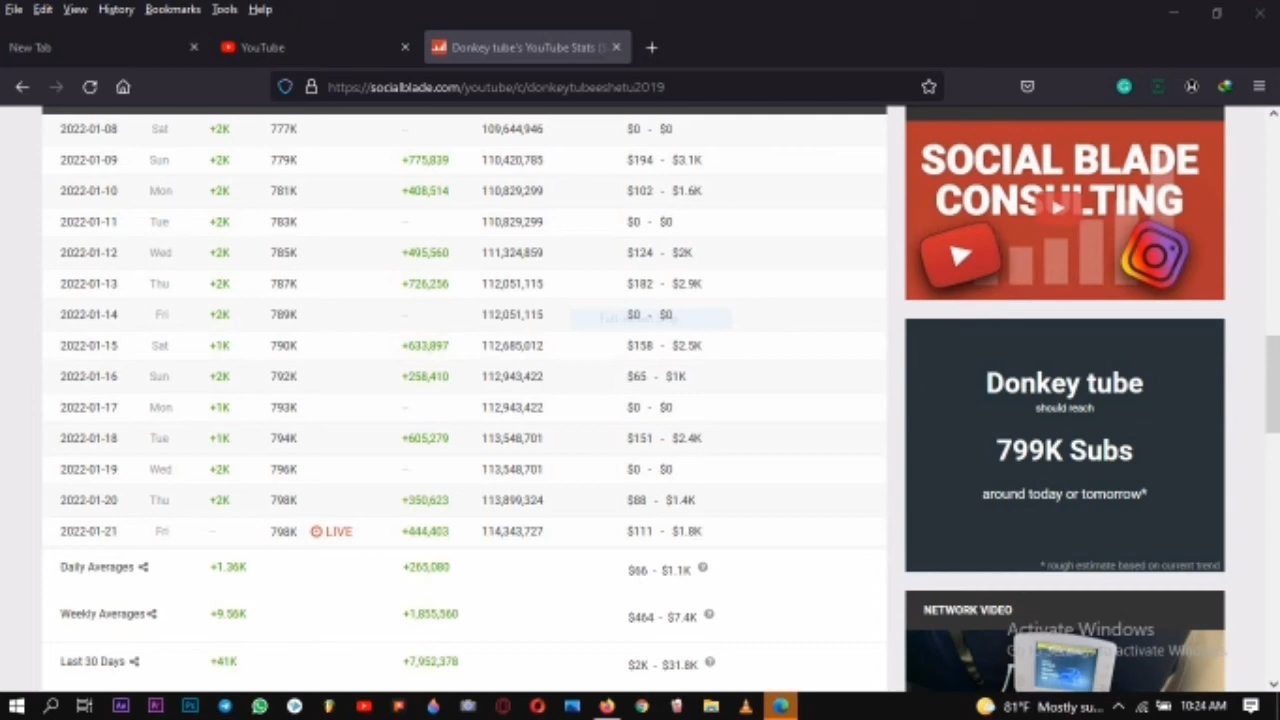 File Edit View History Bookmarks Tools Help
New Tab
YouTube
Donkey tube's YouTube Stats (S
https://socialblade.com/youtube/c/donkeytubeeshetu2019
2022-01-08 Sat +2K 777K -- 109,644,946 $0 - $0
2022-01-09 Sun +2K 779K +775,839 110,420,785 $194 - $3.1K
2022-01-10 Mon +2K 781K +408,514 110,829,299 $102 - $1.6K
2022-01-11 Tue +2K 783K -- 110,829,299 $0 - $0
2022-01-12 Wed +2K 785K +495,560 111,324,859 $124 - $2K
2022-01-13 Thu +2K 787K +726,256 112,051,115 $182 - $2.9K
2022-01-14 Fri +2K 789K -- 112,051,115 $0 - $0
2022-01-15 Sat +1K 790K +633,897 112,685,012 $158 - $2.5K
2022-01-16 Sun +2K 792K +258,410 112,943,422 $65 - $1K
2022-01-17 Mon +1K 793K -- 112,943,422 $0 - $0
2022-01-18 Tue +1K 794K +605,279 113,548,701 $151 - $2.4K
2022-01-19 Wed +2K 796K -- 113,548,701 $0 - $0
2022-01-20 Thu +2K 798K +350,623 113,899,324 $88 - $1.4K
2022-01-21 Fri -- 798K LIVE +444,403 114,343,727 $111 - $1.8K
Daily Averages +1.36K +265,080 $66 - $1.1K
Weekly Averages +9.56K +1,855,560 $464 - $7.4K
Last 30 Days +41K +7,952,378 $2K - $31.8K
SOCIAL BLADE
CONSULTING
Donkey tube
should reach
799K Subs
around today or tomorrow*
* rough estimate based on current trend
NETWORK VIDEO
Activate Windows
Go to Settings to activate Windows.
81°F Mostly su... 10:24 AM